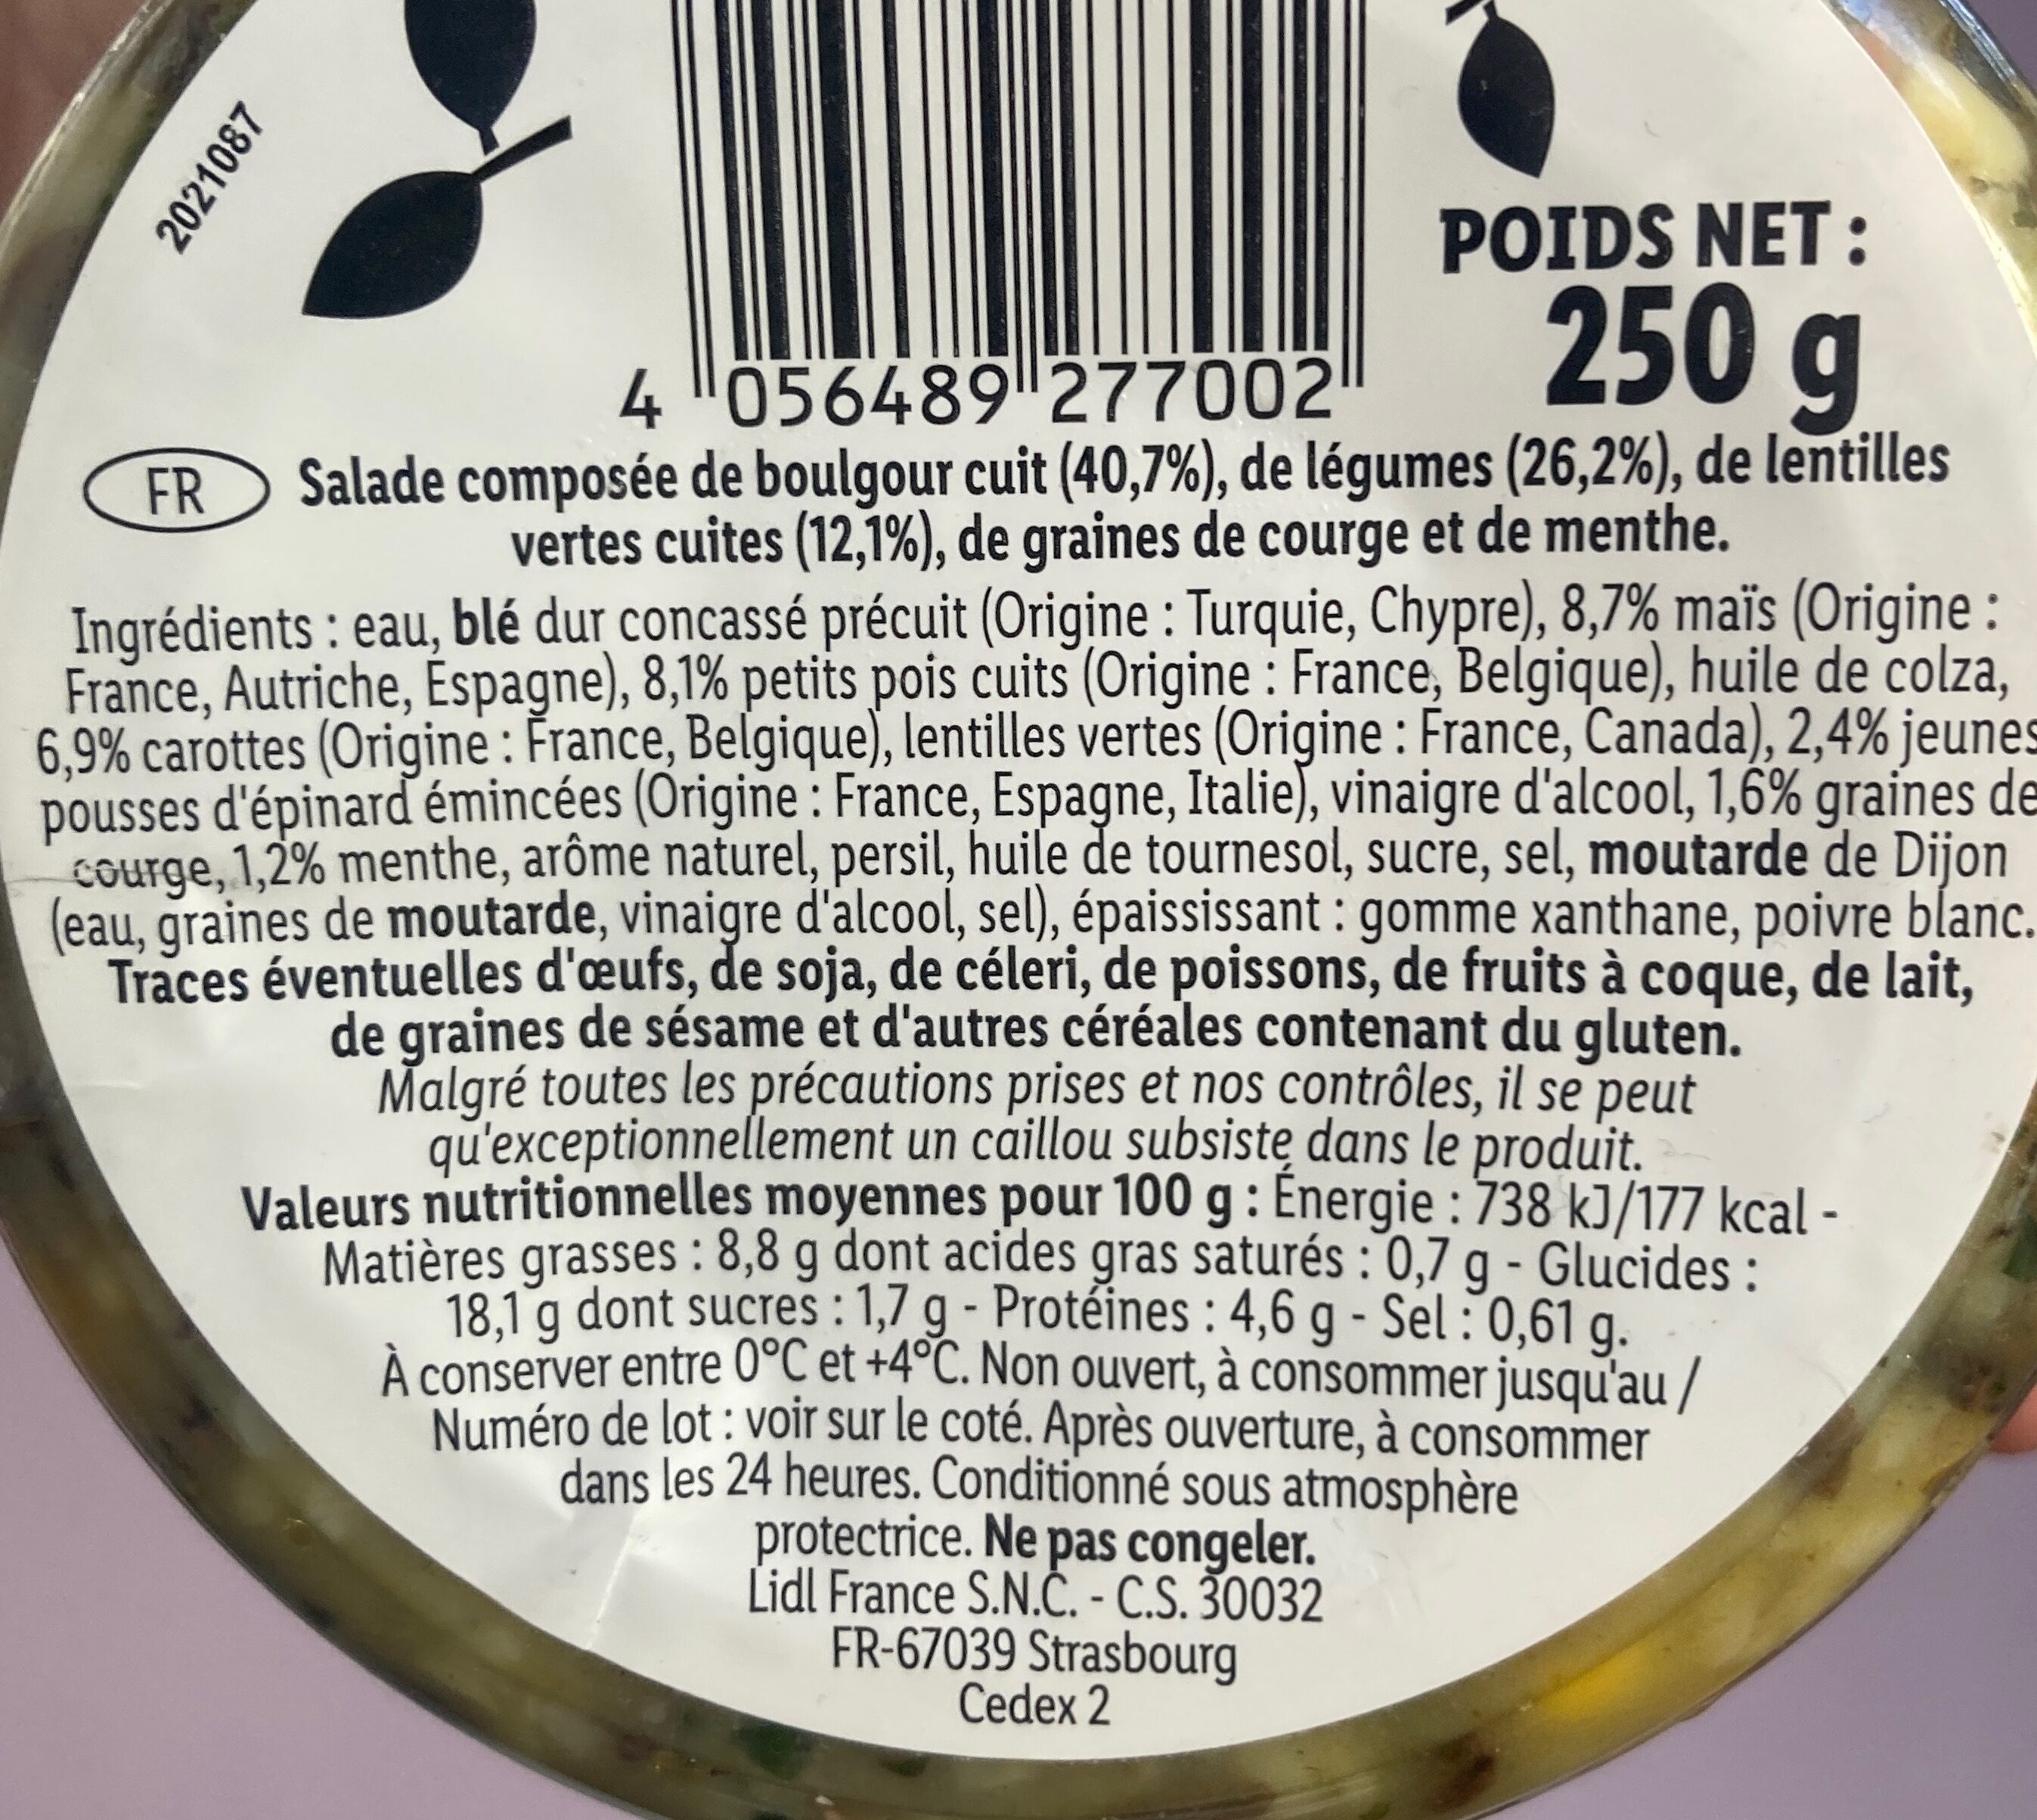 2021087
POIDS NET :
250 g
4 056489 277002
FR
Salade composée de boulgour cuit (40,7%), de légumes (26,2%), de lentilles
vertes cuites (12,1%), de graines de courge et de menthe.
Ingrédients : eau, blé dur concassé précuit (Origine : Turquie, Chypre), 8,7% maïs (Origine :
France, Autriche, Espagne), 8,1% petits pois cuits (Origine : France, Belgique), huile de colza,
6,9% carottes (Origine : France, Belgique), lentilles vertes (Origine : France, Canada), 2,4% jeunes
pousses d'épinard émincées (Origine : France, Espagne, Italie), vinaigre d'alcool, 1,6% graines de
courge, 1,2% menthe, arôme naturel, persil, huile de tournesol, sucre, sel, moutarde de Dijon
(eau, graines de moutarde, vinaigre d'alcool, sel), épaississant : gomme xanthane, poivre blanc.
Traces éventuelles d'œufs, de soja, de céleri, de poissons, de fruits à coque, de lait,
de graines de sésame et d'autres céréales contenant du gluten.
Malgré toutes les précautions prises et nos contrôles, il se peut
qu'exceptionnellement un caillou subsiste dans le produit.
Valeurs nutritionnelles moyennes pour 100 g : Énergie : 738 kJ/177 kcal -
Matières grasses : 8,8 g dont acides gras saturés : 0,7 g - Glucides :
18,1 g dont sucres : 1,7 g - Protéines : 4,6 g - Sel : 0,61 g.
À conserver entre 0°C et +4°C. Non ouvert, à consommer jusqu'au /
Numéro de lot : voir sur le coté. Après ouverture, à consommer
dans les 24 heures. Conditionné sous atmosphère
protectrice. Ne pas congeler.
Lidl France S.N.C. - C.S. 30032
FR-67039 Strasbourg
Cedex 2